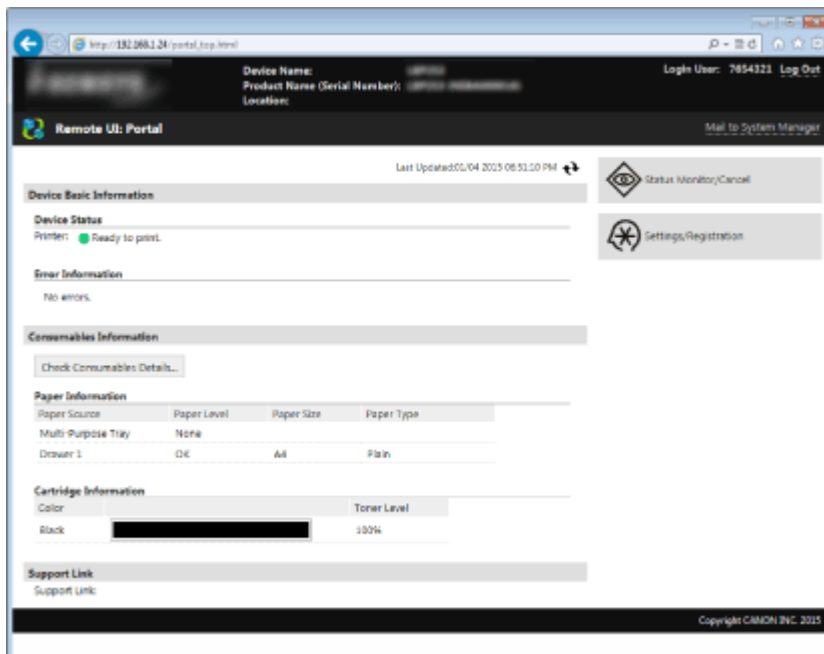 http://192.168.1.24/portal_top.html
Device Name:
Product Name (Serial Number):
Location:
Login User: 7654321 Log Out
Remote UI: Portal
Mail to System Manager
Last Updated:01/04 2015 06:51:10 PM
Status Monitor/Cancel
Settings/Registration
Device Basic Information
Device Status
Printer: Ready to print.
Error Information
No errors.
Consumables Information
Check Consumables Details...
Paper Information
Paper Source Paper Level Paper Size Paper Type
Multi-Purpose Tray None
Drawer 1 OK A4 Plain
Cartridge Information
Color Toner Level
Black 100%
Support Link
Support Link:
Copyright CANON INC. 2015